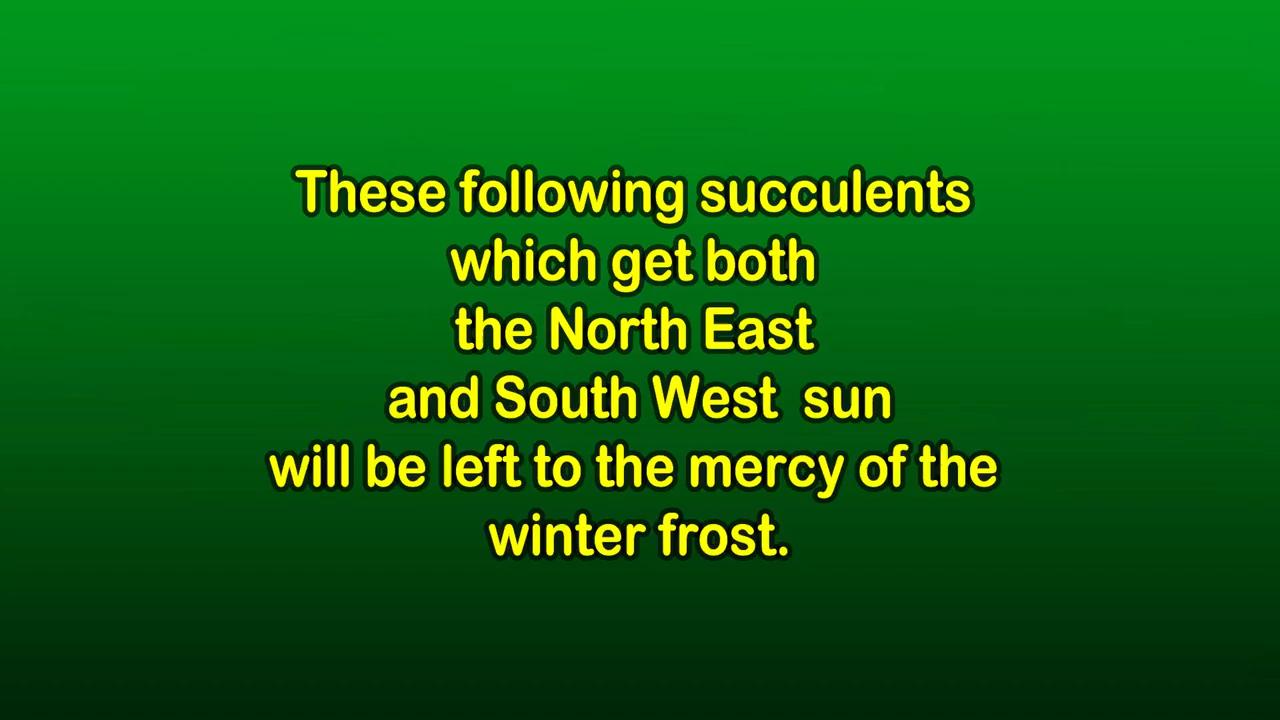 These following succulents
which get both
the North East
and South West  sun
will be left to the mercy of the
winter frost.